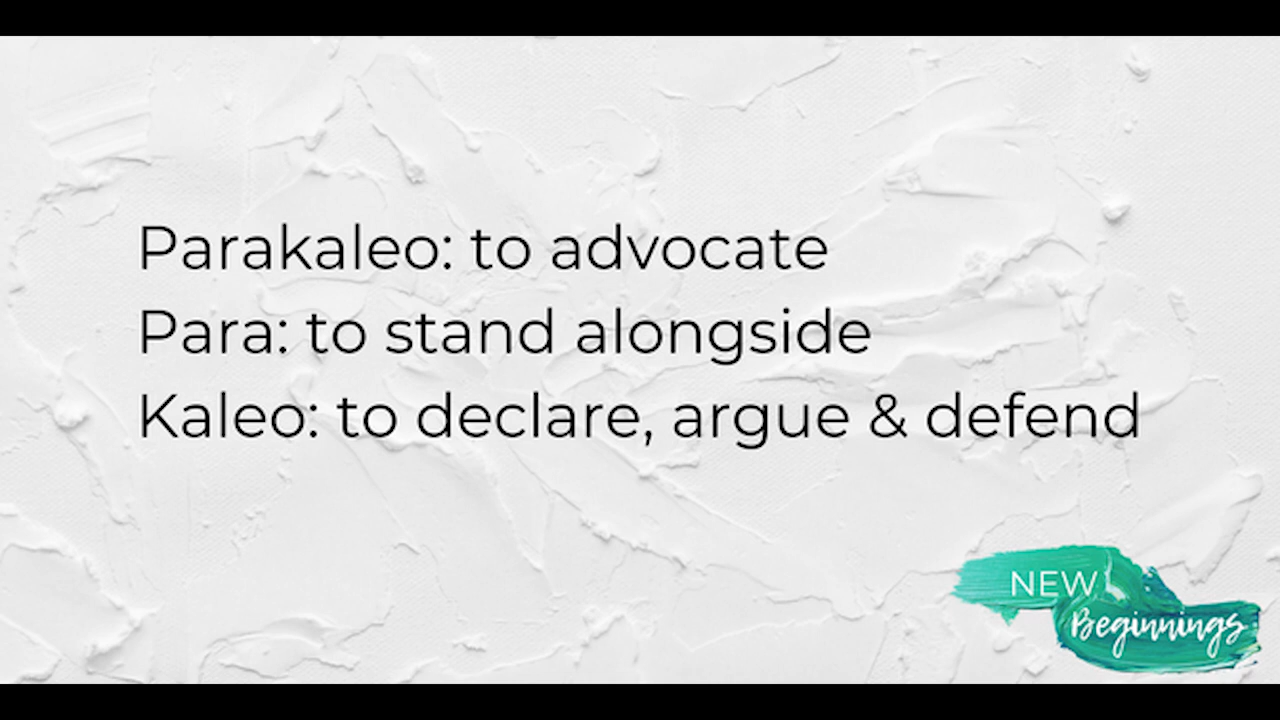 Parakaleo: to advocate
Para: to stand alongside
Kaleo: to declare, argue & defend
NEW
Beginnings